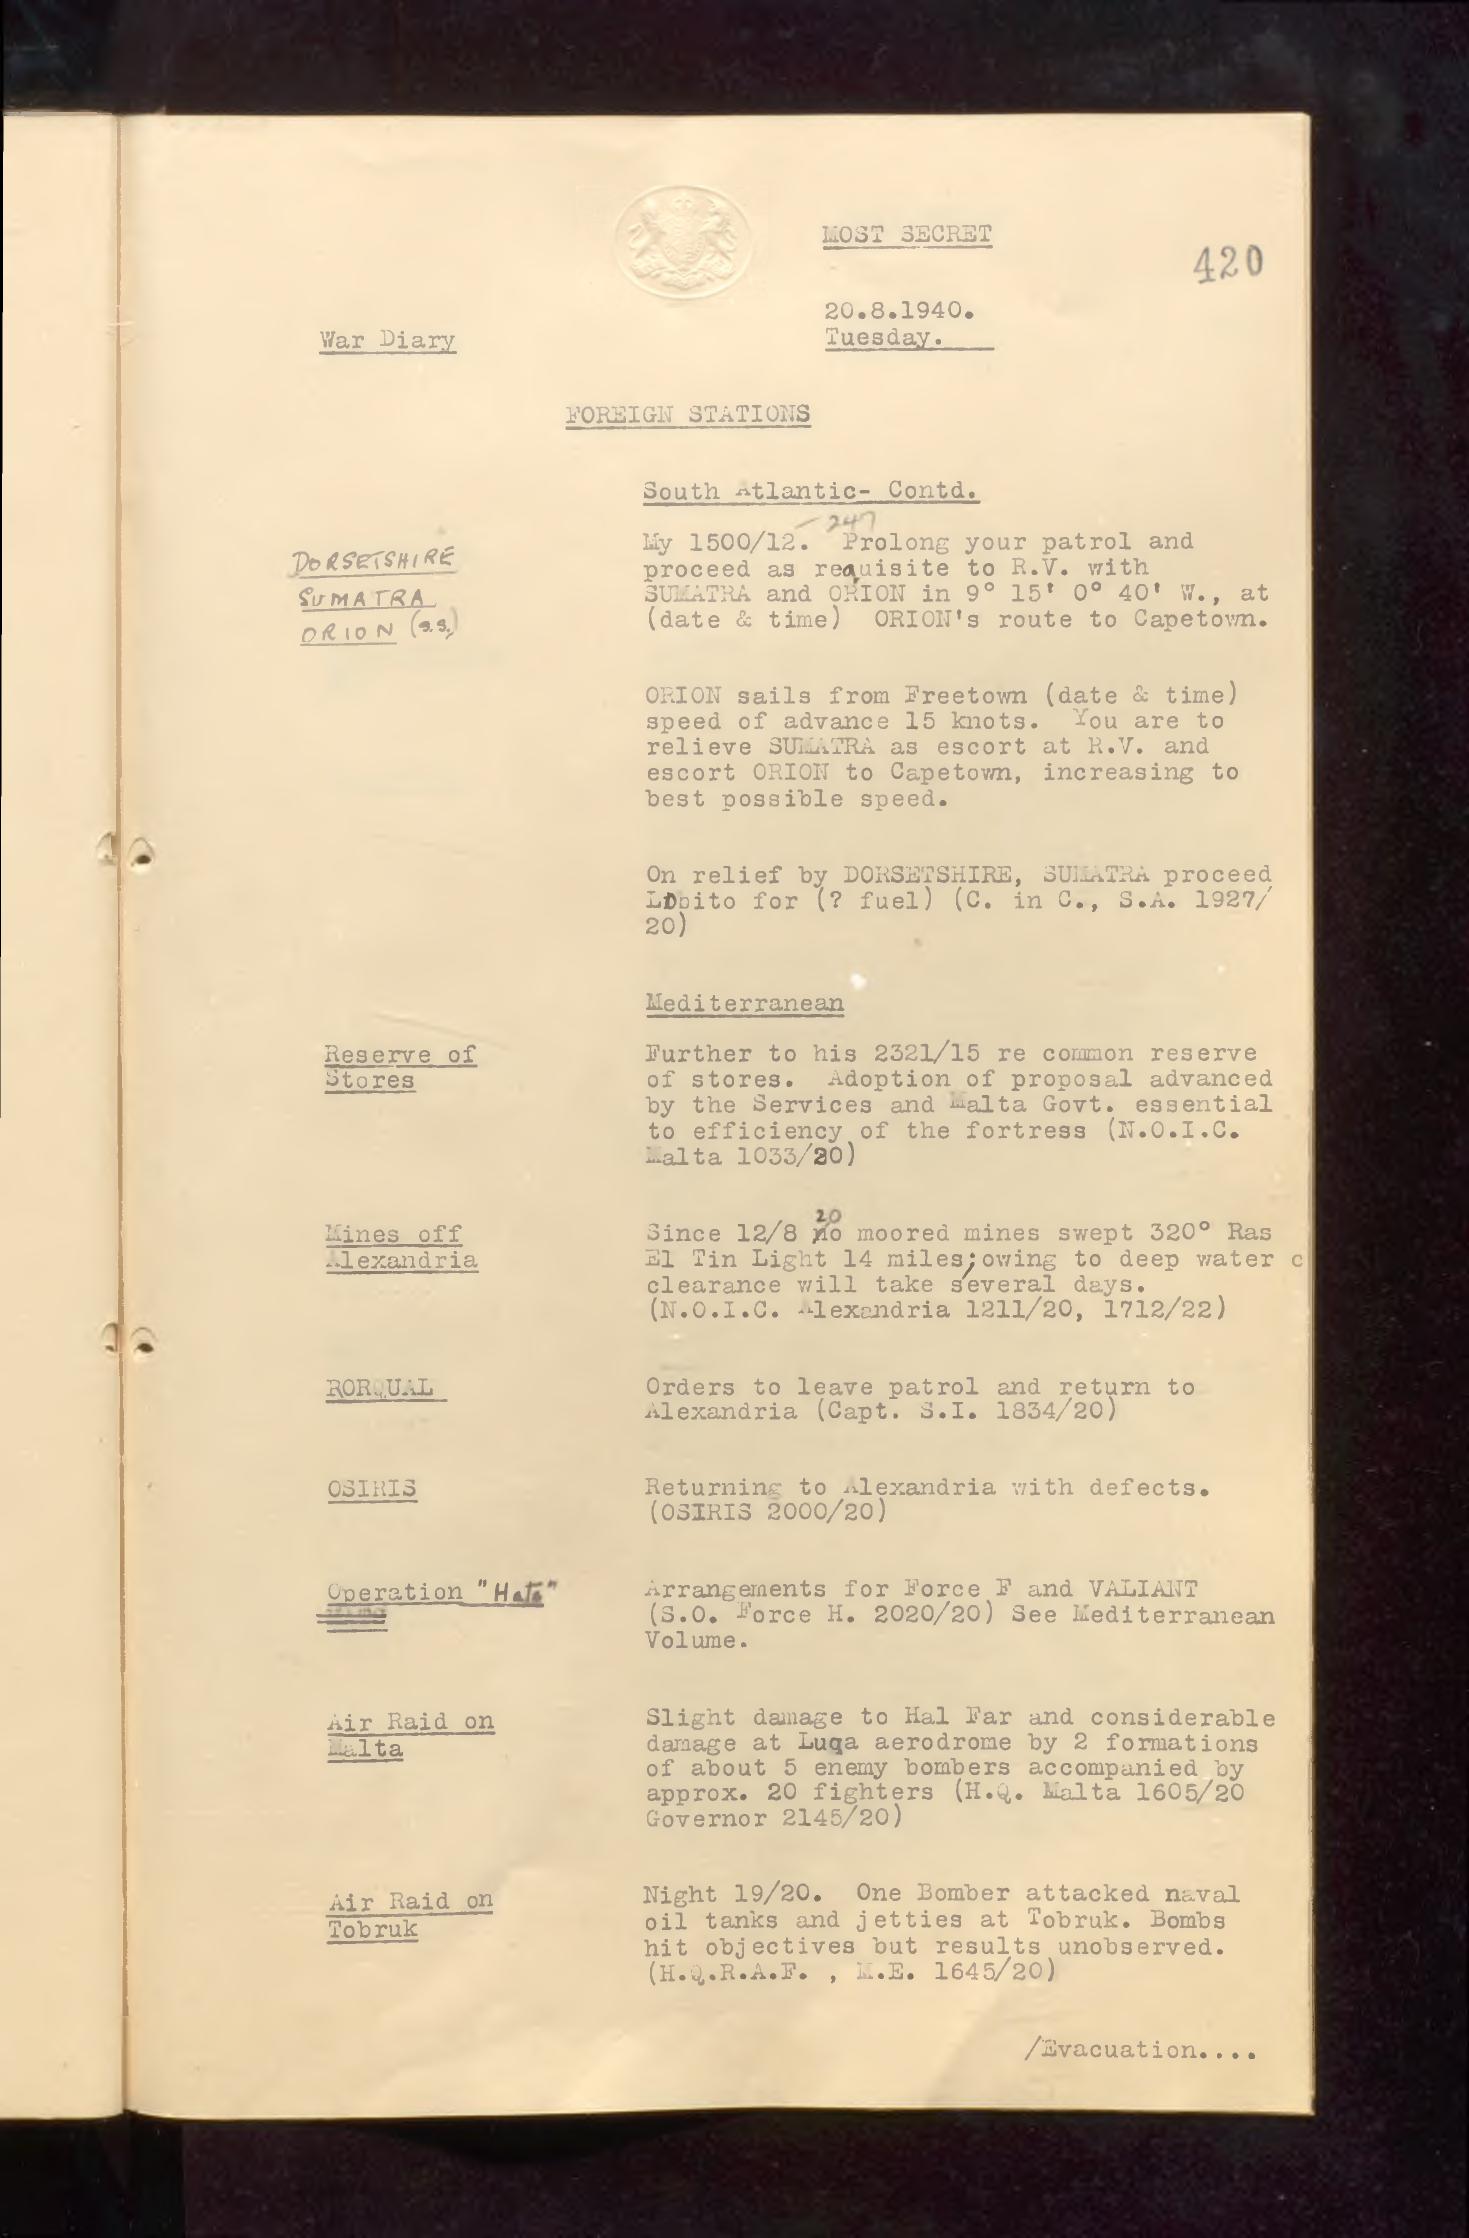 MOST SECRET
420
20.8.1940.
Tuesday.
War Diary
FOREIGN STATIONS
South Atlantic- Contd.
DORSETSHIRE
SUMATRA
ORION (s.s.)
247
My 1500/12. Prolong your patrol and
proceed as requisite to R.V. with
SUMATRA and ORION in 9° 15' 0° 40' W., at
(date & time) ORION's route to Capetown.
ORION sails from Freetown (date & time)
speed of advance 15 knots. You are to
relieve SUMATRA as escort at R.V. and
escort ORION to Capetown, increasing to
best possible speed.
On relief by DORSETSHIRE, SUMATRA proceed
Lobito for (? fuel) (C. in C., S.A. 1927/
20)
Mediterranean
Reserve of
Stores
Further to his 2321/15 re common reserve
of stores. Adoption of proposal advanced
by the Services and Malta Govt. essential
to efficiency of the fortress (N.O.I.C.
Malta 1033/20)
Mines off
Alexandria
20
Since 12/8 no moored mines swept 320° Ras
El Tin Light 14 miles; owing to deep water c
clearance will take several days.
(N.O.I.C. Alexandria 1211/20, 1712/22)
RORQUAL
Orders to leave patrol and return to
Alexandria (Capt. S.I. 1834/20)
OSIRIS
Returning to Alexandria with defects.
(OSIRIS 2000/20)
Operation "Hats"
Arrangements for Force F and VALIANT
(S.O. Force H. 2020/20) See Mediterranean
Volume.
Air Raid on
Malta
Slight damage to Hal Far and considerable
damage at Luqa aerodrome by 2 formations
of about 5 enemy bombers accompanied by
approx. 20 fighters (H.Q. Malta 1605/20
Governor 2145/20)
Air Raid on
Tobruk
Night 19/20. One Bomber attacked naval
oil tanks and jetties at Tobruk. Bombs
hit objectives but results unobserved.
(H.Q.R.A.F. , M.E. 1645/20)
/Evacuation....